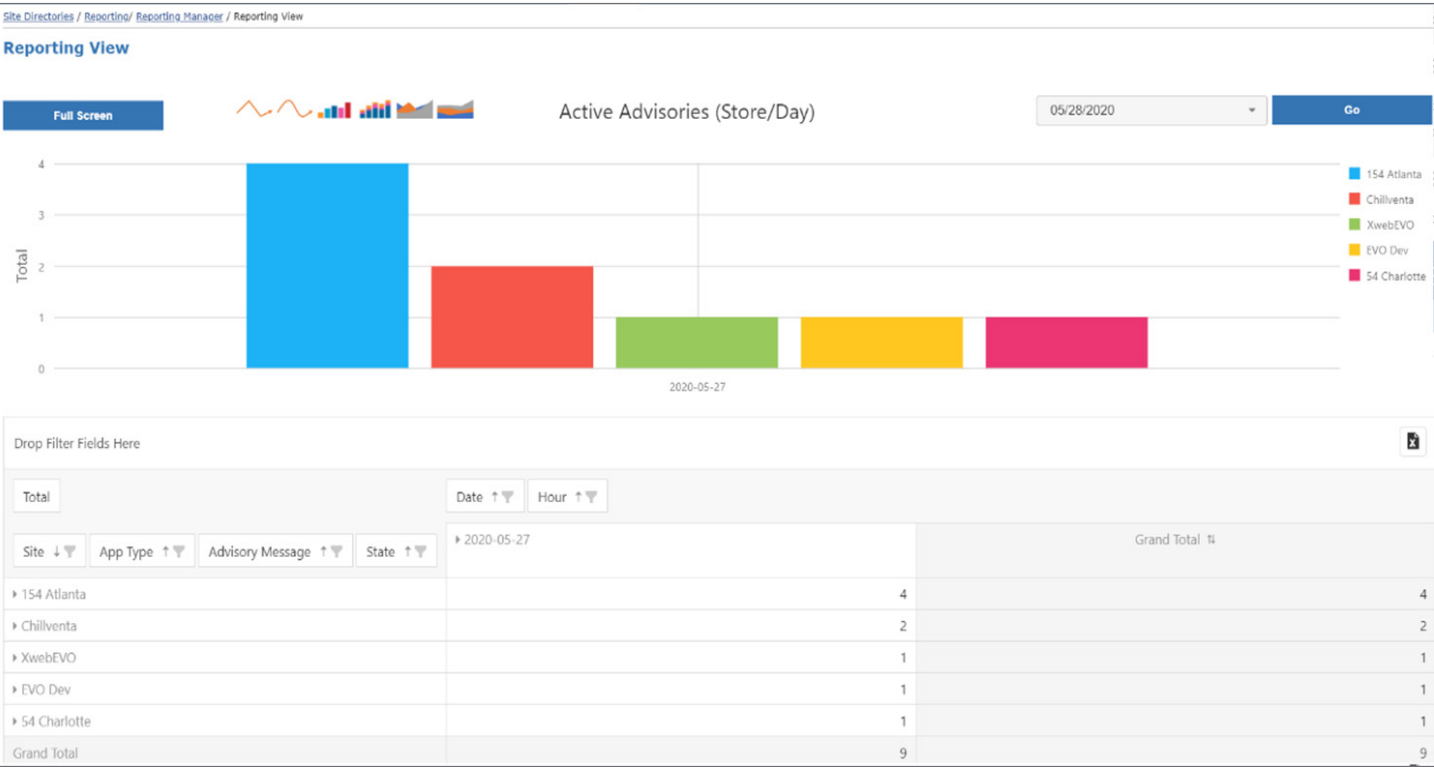 Site Directories / Reporting/ Reporting Manager / Reporting View
Reporting View
Full Screen
Active Advisories (Store/Day)
05/28/2020
Go
4
3
2
1
0
Total
2020-05-27
154 Atlanta
Chillventa
XwebEVO
EVO Dev
54 Charlotte
Drop Filter Fields Here
Total
Date Hour
Site App Type Advisory Message State
2020-05-27 Grand Total
154 Atlanta 4 4
Chillventa 2 2
XwebEVO 1 1
EVO Dev 1 1
54 Charlotte 1 1
Grand Total 9 9